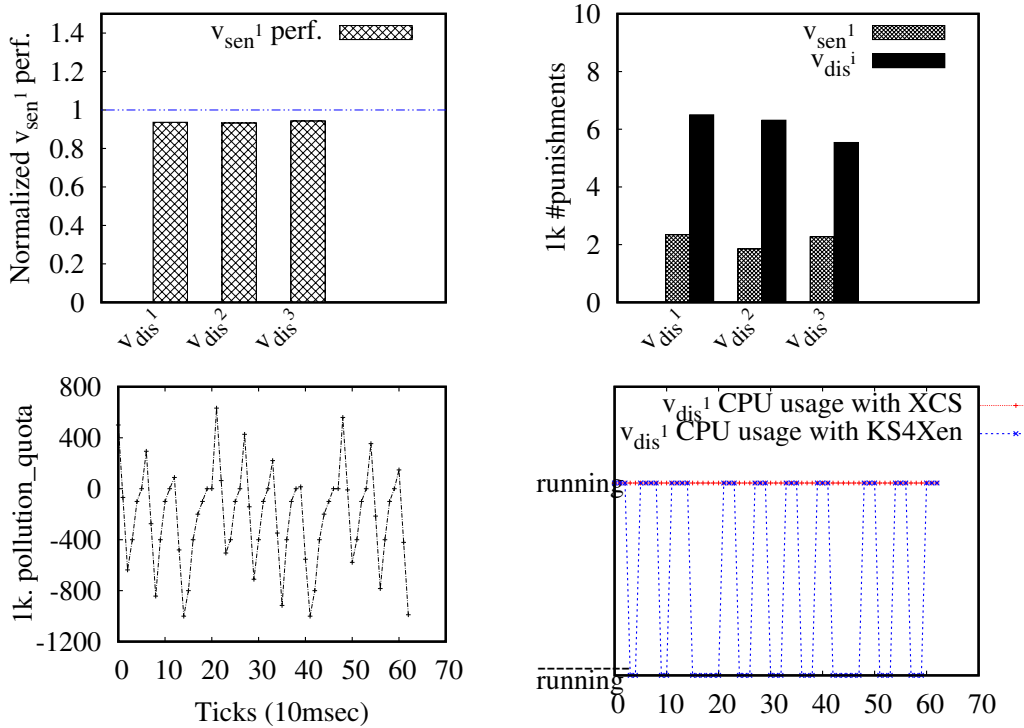 Normalized v_sen^1 perf.
1.4
1.2
1
0.8
0.6
0.4
0.2
0
v_sen^1 perf.
v_dis^1
v_dis^2
v_dis^3
1k #punishments
10
8
6
4
2
0
v_sen^1
v_dis^i
v_dis^1
v_dis^2
v_dis^3
1k. pollution_quota
800
400
0
-400
-800
-1200
0 10 20 30 40 50 60 70
Ticks (10msec)
v_dis^1 CPU usage with XCS
v_dis^1 CPU usage with KS4Xen
running
running
0 10 20 30 40 50 60 70